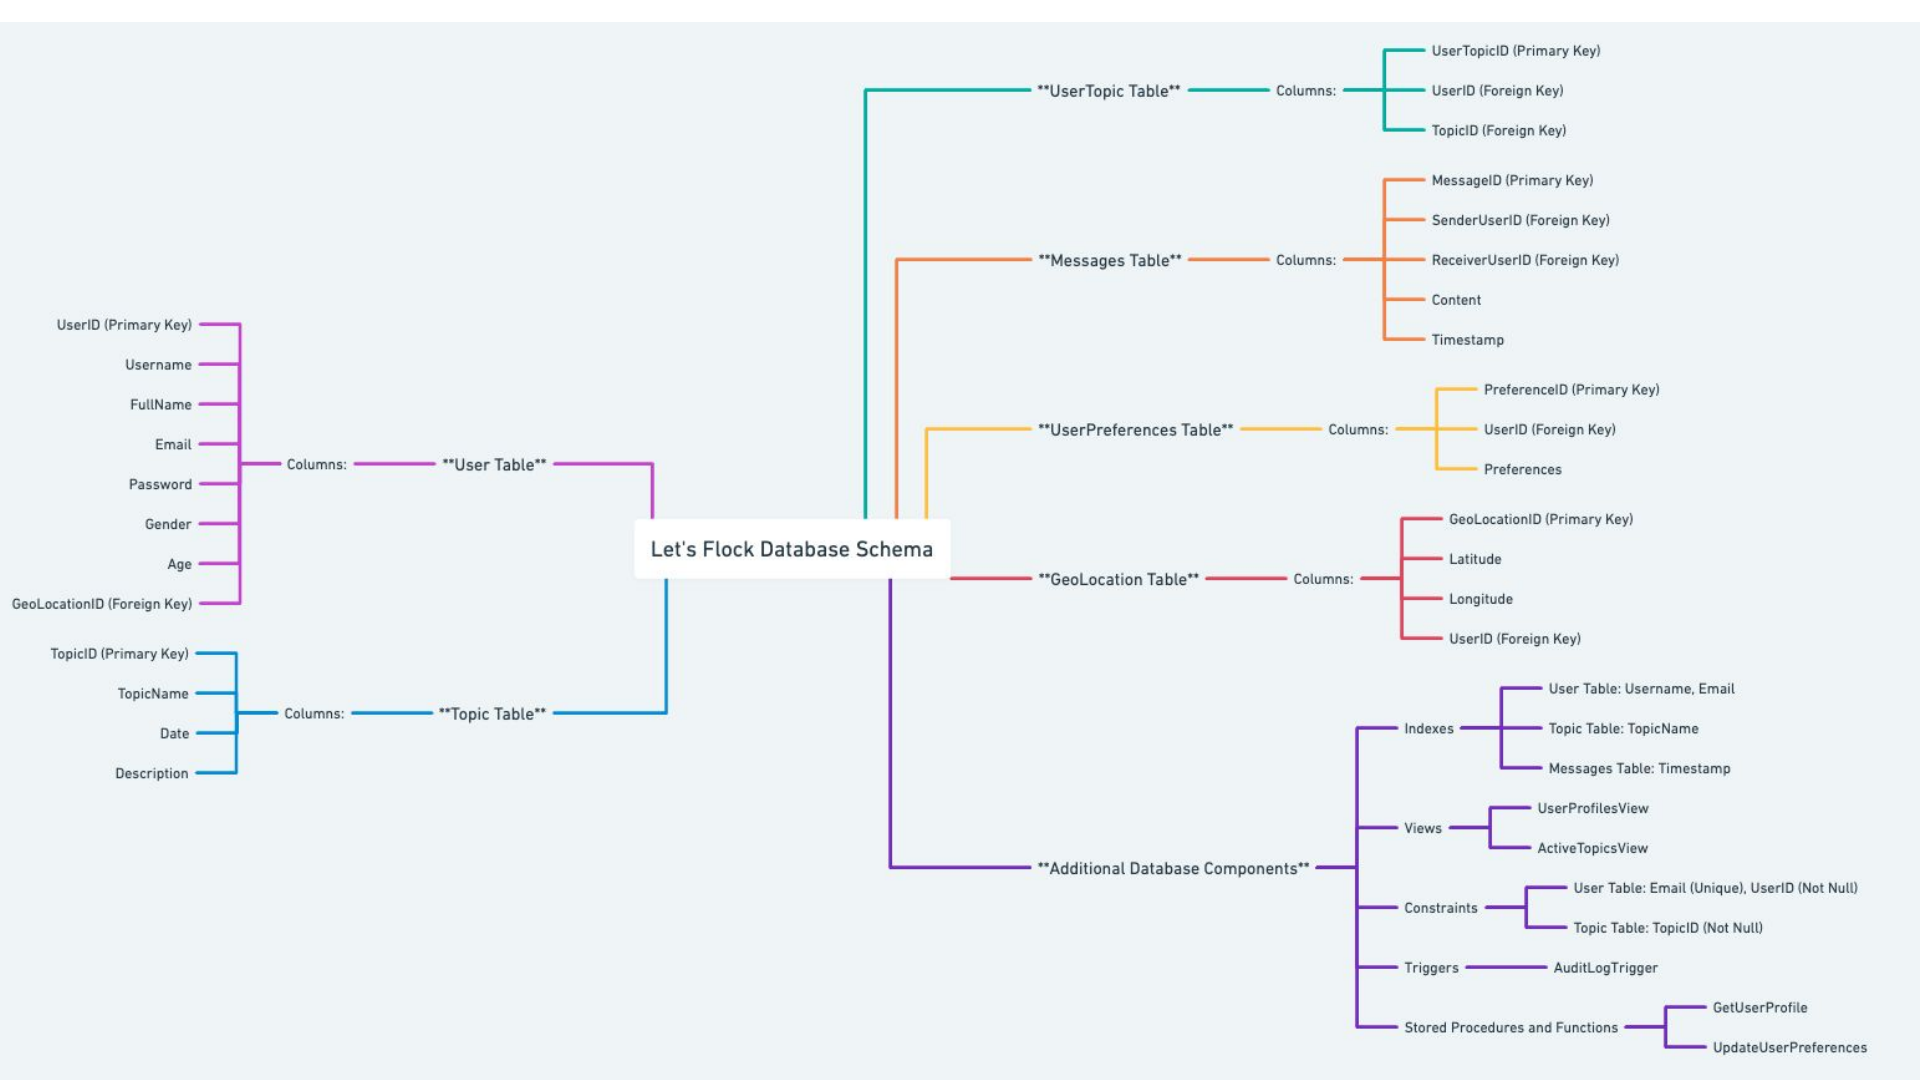 Let's Flock Database Schema
**User Table**
Columns:
UserID (Primary Key)
Username
FullName
Email
Password
Gender
Age
GeoLocationID (Foreign Key)
**Topic Table**
Columns:
TopicID (Primary Key)
TopicName
Date
Description
**UserTopic Table**
Columns:
UserTopicID (Primary Key)
UserID (Foreign Key)
TopicID (Foreign Key)
**Messages Table**
Columns:
MessageID (Primary Key)
SenderUserID (Foreign Key)
ReceiverUserID (Foreign Key)
Content
Timestamp
**UserPreferences Table**
Columns:
PreferenceID (Primary Key)
UserID (Foreign Key)
Preferences
**GeoLocation Table**
Columns:
GeoLocationID (Primary Key)
Latitude
Longitude
UserID (Foreign Key)
**Additional Database Components**
Indexes
User Table: Username, Email
Topic Table: TopicName
Messages Table: Timestamp
Views
UserProfilesView
ActiveTopicsView
Constraints
User Table: Email (Unique), UserID (Not Null)
Topic Table: TopicID (Not Null)
Triggers
AuditLogTrigger
Stored Procedures and Functions
GetUserProfile
UpdateUserPreferences